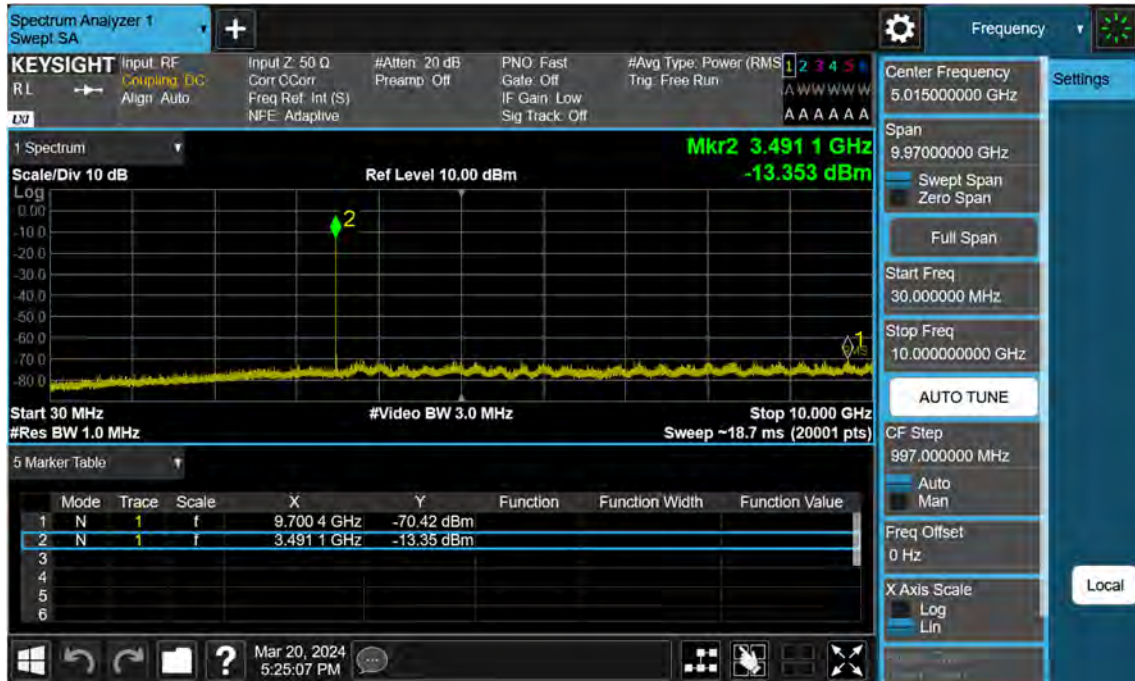 Spectrum Analyzer 1
Swept SA
Frequency
KEYSIGHT
RL
LXI
Input: RF
Coupling: DC
Align: Auto
Input Z: 50 Ω
Corr CCorr
Freq Ref: Int (S)
NFE: Adaptive
#Atten: 20 dB
Preamp: Off
PNO: Fast
Gate: Off
IF Gain: Low
Sig Track: Off
#Avg Type: Power (RMS
Trig: Free Run
1 2 3 4 5 6
A W W W W W
A A A A A A
1 Spectrum
Scale/Div 10 dB
Ref Level 10.00 dBm
Mkr2 3.491 1 GHz
-13.353 dBm
Log
0.00
-10.0
-20.0
-30.0
-40.0
-50.0
-60.0
-70.0
-80.0
2
1
RMS
Start 30 MHz
#Video BW 3.0 MHz
Stop 10.000 GHz
#Res BW 1.0 MHz
Sweep ~18.7 ms (20001 pts)
5 Marker Table
Mode Trace Scale X Y Function Function Width Function Value
1 N 1 f 9.700 4 GHz -70.42 dBm
2 N 1 f 3.491 1 GHz -13.35 dBm
3
4
5
6
Mar 20, 2024
5:25:07 PM
?
Center Frequency
5.015000000 GHz
Span
9.97000000 GHz
Swept Span
Zero Span
Full Span
Start Freq
30.000000 MHz
Stop Freq
10.000000000 GHz
AUTO TUNE
CF Step
997.000000 MHz
Auto
Man
Freq Offset
0 Hz
X Axis Scale
Log
Lin
Settings
Local